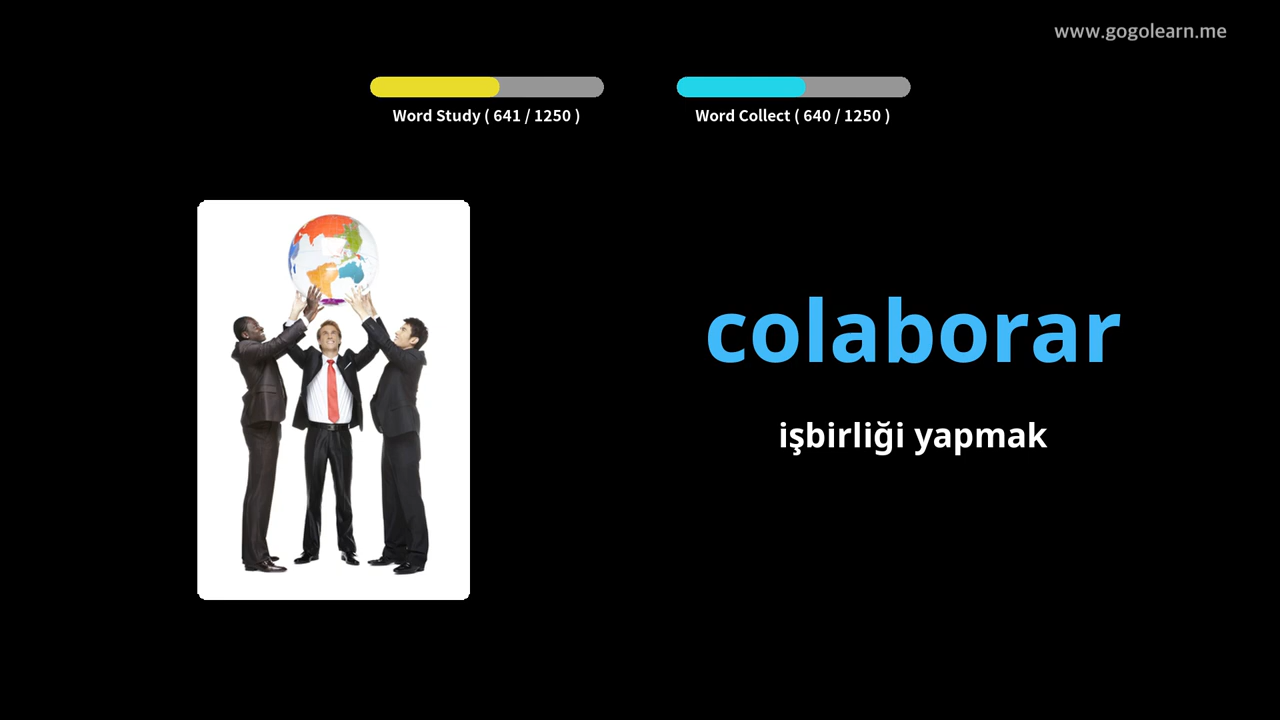 www.gogolearn.me
Word Study ( 641 / 1250 )
Word Collect ( 640 / 1250 )
colaborar
işbirliği yapmak